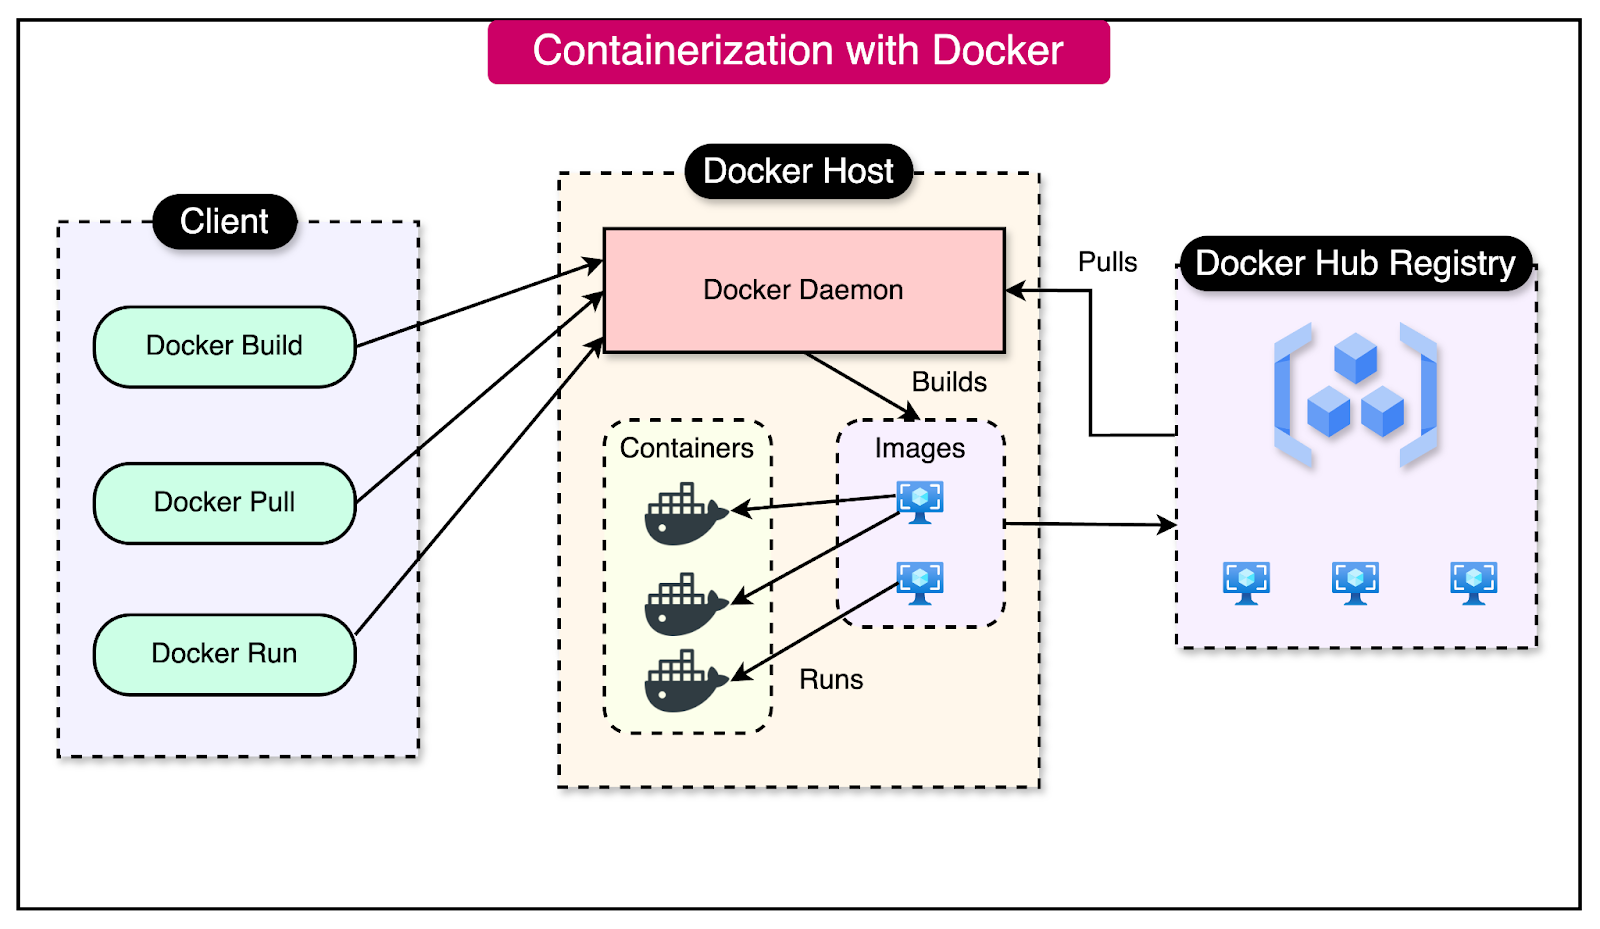 Containerization with Docker
Client
Docker Build
Docker Pull
Docker Run
Docker Host
Docker Daemon
Builds
Containers
Images
Runs
Pulls
Docker Hub Registry